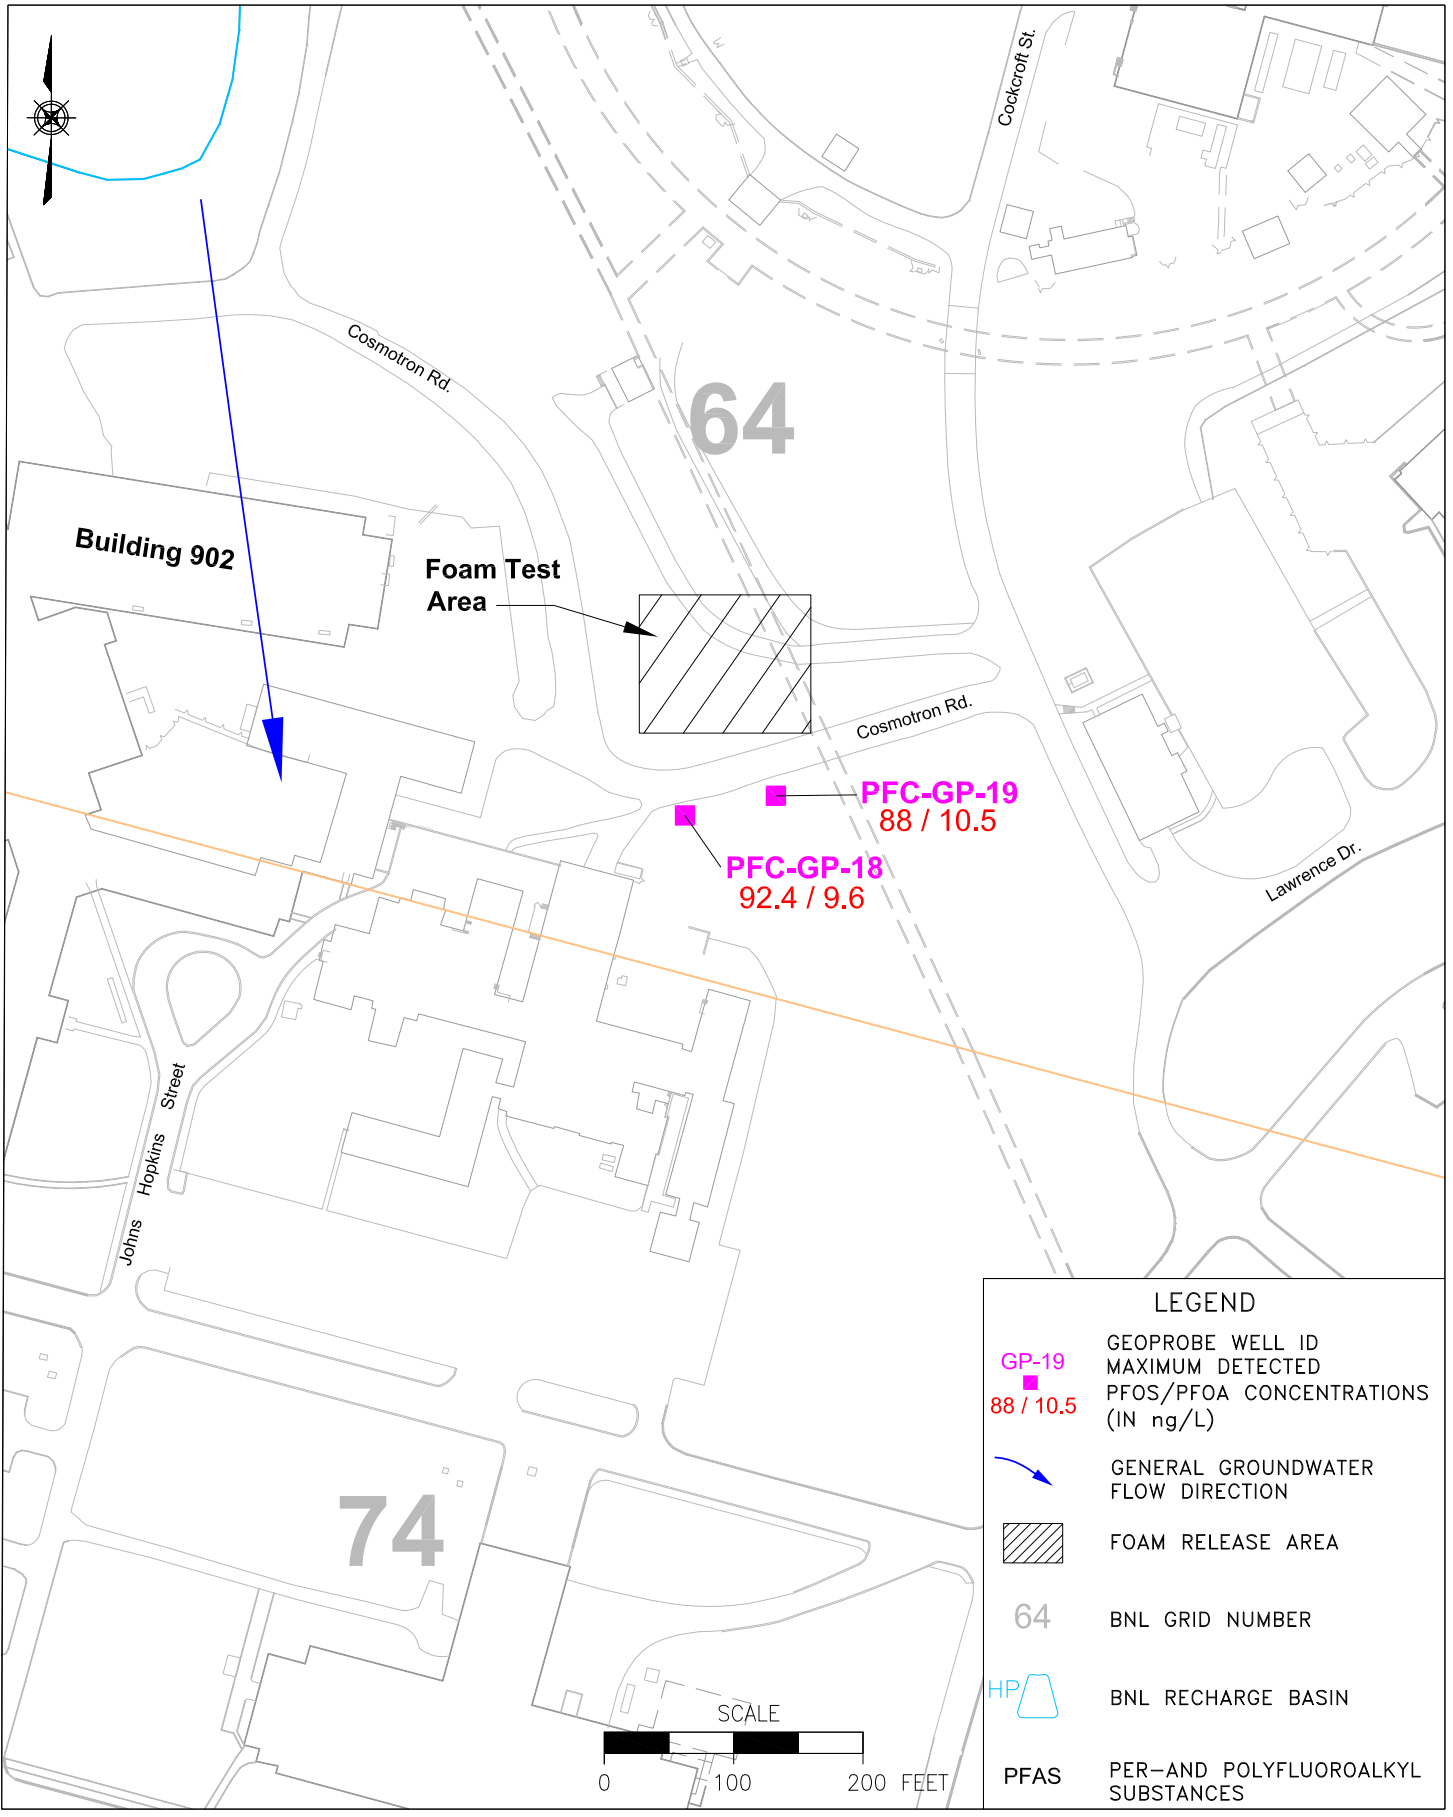 Cockcroft St.
Cosmotron Rd.
64
Building 902
Foam Test
Area
Cosmotron Rd.
PFC-GP-19
88 / 10.5
PFC-GP-18
92.4 / 9.6
Lawrence Dr.
Johns Hopkins Street
74
SCALE
0 100 200 FEET
LEGEND
GP-19
88 / 10.5
GEOPROBE WELL ID
MAXIMUM DETECTED
PFOS/PFOA CONCENTRATIONS
(IN ng/L)
GENERAL GROUNDWATER
FLOW DIRECTION
FOAM RELEASE AREA
64
BNL GRID NUMBER
HP
BNL RECHARGE BASIN
PFAS
PER-AND POLYFLUOROALKYL
SUBSTANCES